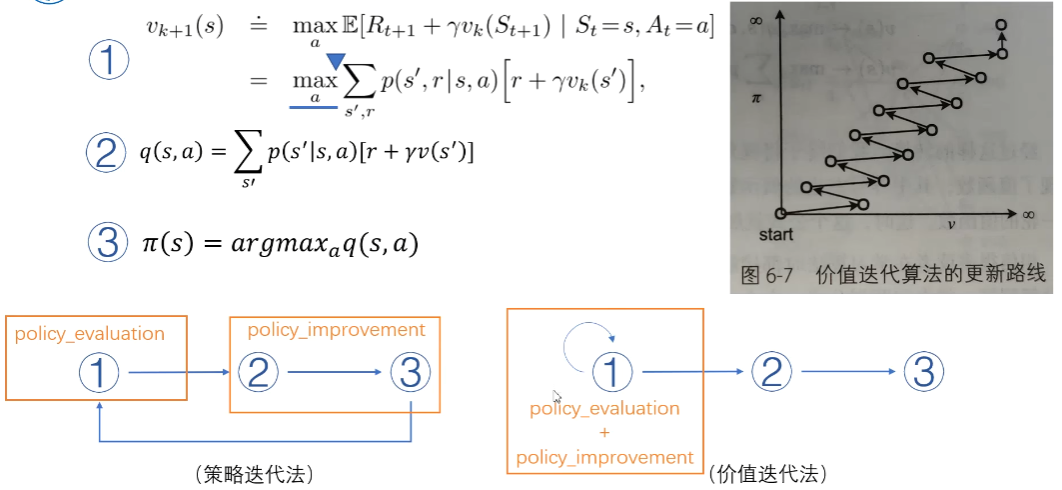 ①
v_{k+1}(s) ≐ max_a 𝔼[R_{t+1} + γv_k(S_{t+1}) | S_t=s, A_t=a]
= max_a ∑_{s′,r} p(s′,r|s,a)[r + γv_k(s′)],
② q(s,a) = ∑_{s′} p(s′|s,a)[r + γv(s′)]
③ π(s) = argmax_a q(s,a)
∞
π
start
v
∞
图 6-7 价值迭代算法的更新路线
policy_evaluation
policy_improvement
① ② ③
(策略迭代法)
① ② ③
policy_evaluation
+
policy_improvement
(价值迭代法)